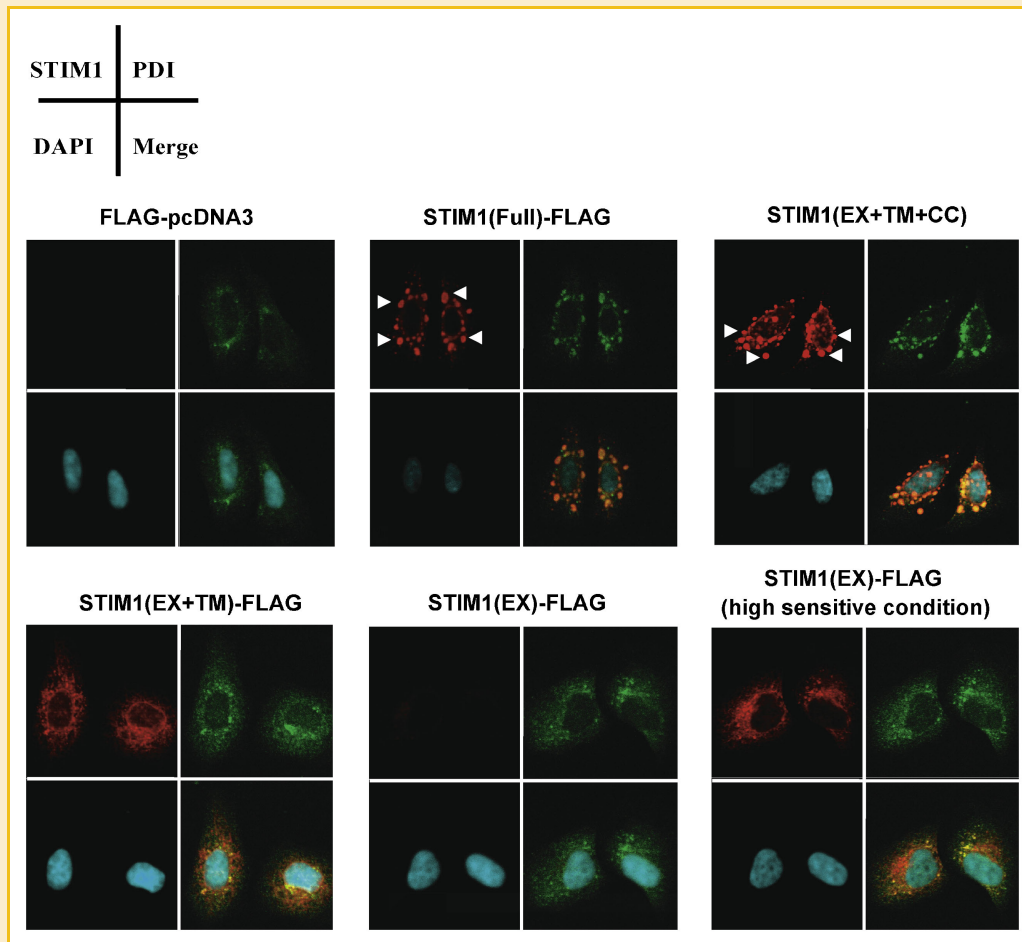 STIM1 PDI
DAPI Merge
FLAG-pcDNA3
STIM1(Full)-FLAG
STIM1(EX+TM+CC)
STIM1(EX+TM)-FLAG
STIM1(EX)-FLAG
STIM1(EX)-FLAG
(high sensitive condition)